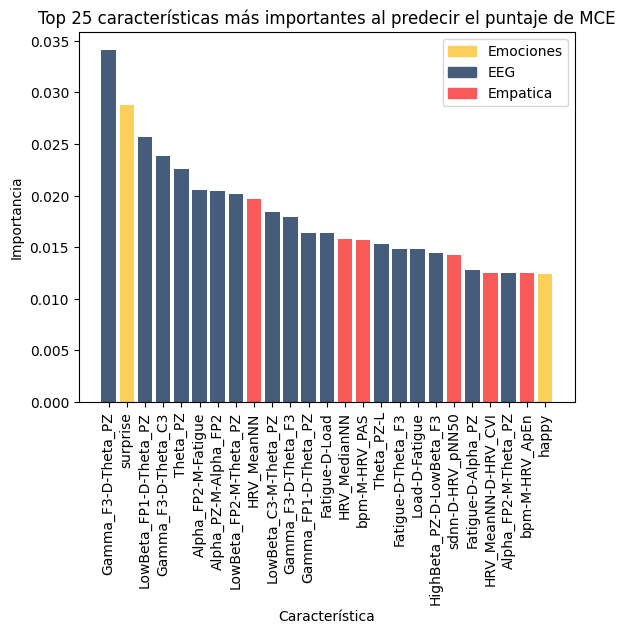 Top 25 características más importantes al predecir el puntaje de MCE
Emociones
EEG
Empatica
Importancia
0.035
0.030
0.025
0.020
0.015
0.010
0.005
0.000
Gamma_F3-D-Theta_PZ
surprise
LowBeta_FP1-D-Theta_PZ
Gamma_F3-D-Theta_C3
Theta_PZ
Alpha_FP2-M-Fatigue
Alpha_PZ-M-Alpha_FP2
LowBeta_FP2-M-Theta_PZ
HRV_MeanNN
LowBeta_C3-M-Theta_PZ
Gamma_F3-D-Theta_F3
Gamma_FP1-D-Theta_PZ
Fatigue-D-Load
HRV_MedianNN
bpm-M-HRV_PAS
Theta_PZ-L
Fatigue-D-Theta_F3
Load-D-Fatigue
HighBeta_PZ-D-LowBeta_F3
sdnn-D-HRV_pNN50
Fatigue-D-Alpha_PZ
HRV_MeanNN-D-HRV_CVI
Alpha_FP2-M-Theta_PZ
bpm-M-HRV_ApEn
happy
Característica